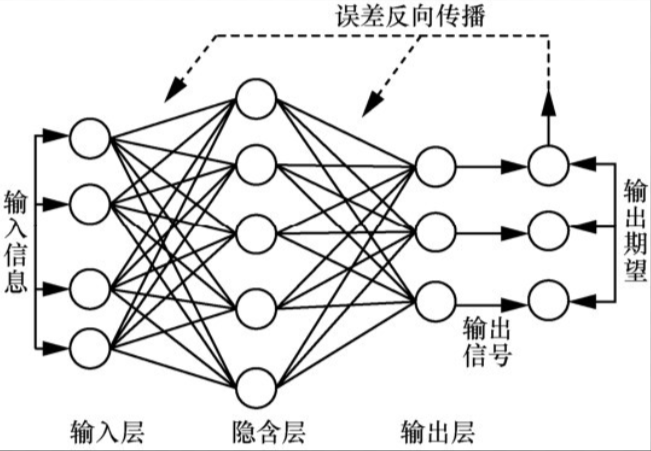 误差反向传播
输入信息
输出期望
输出
信号
输入层
隐含层
输出层